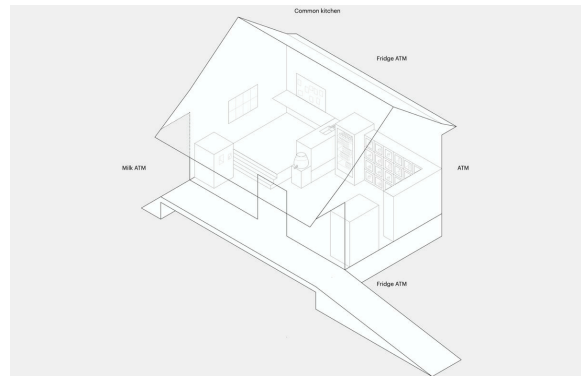 Common kitchen
Fridge ATM
Milk ATM
ATM
Fridge ATM